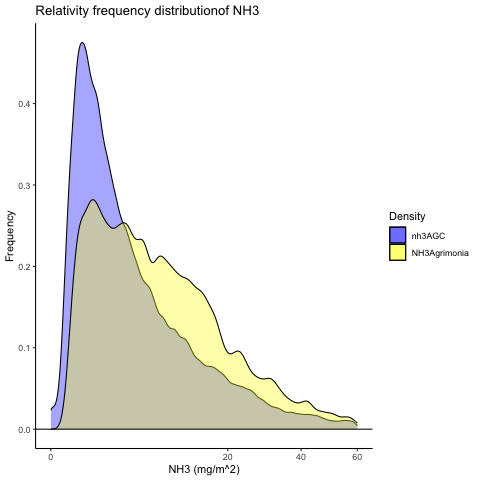 Relativity frequency distributionof NH3
0.4
0.3
0.2
0.1
0.0
Frequency
0 20 40 60
NH3 (mg/m^2)
Density
nh3AGC
NH3Agrimonia